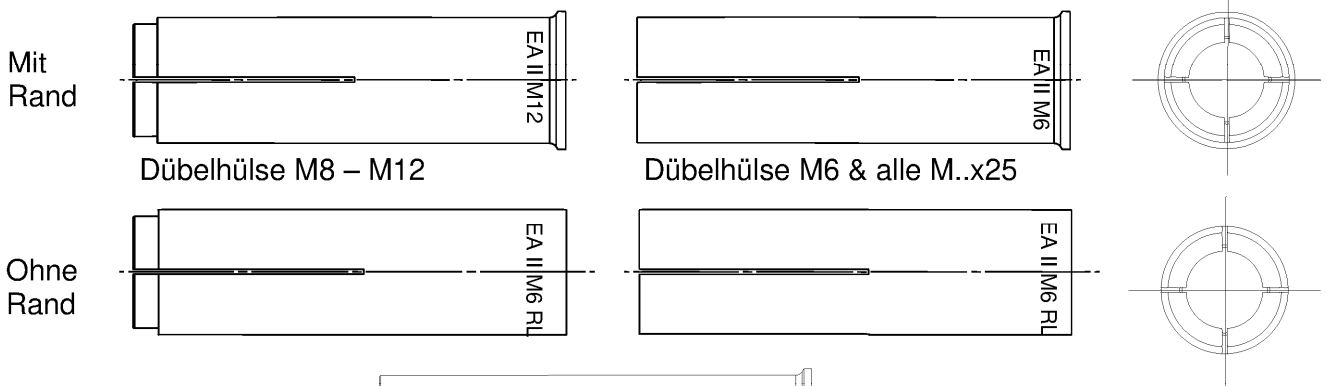 Mit
Rand
EA II M12
EA II M6
Dübelhülse M8 – M12
Dübelhülse M6 & alle M..x25
Ohne
Rand
EA II M6 RL
EA II M6 RL